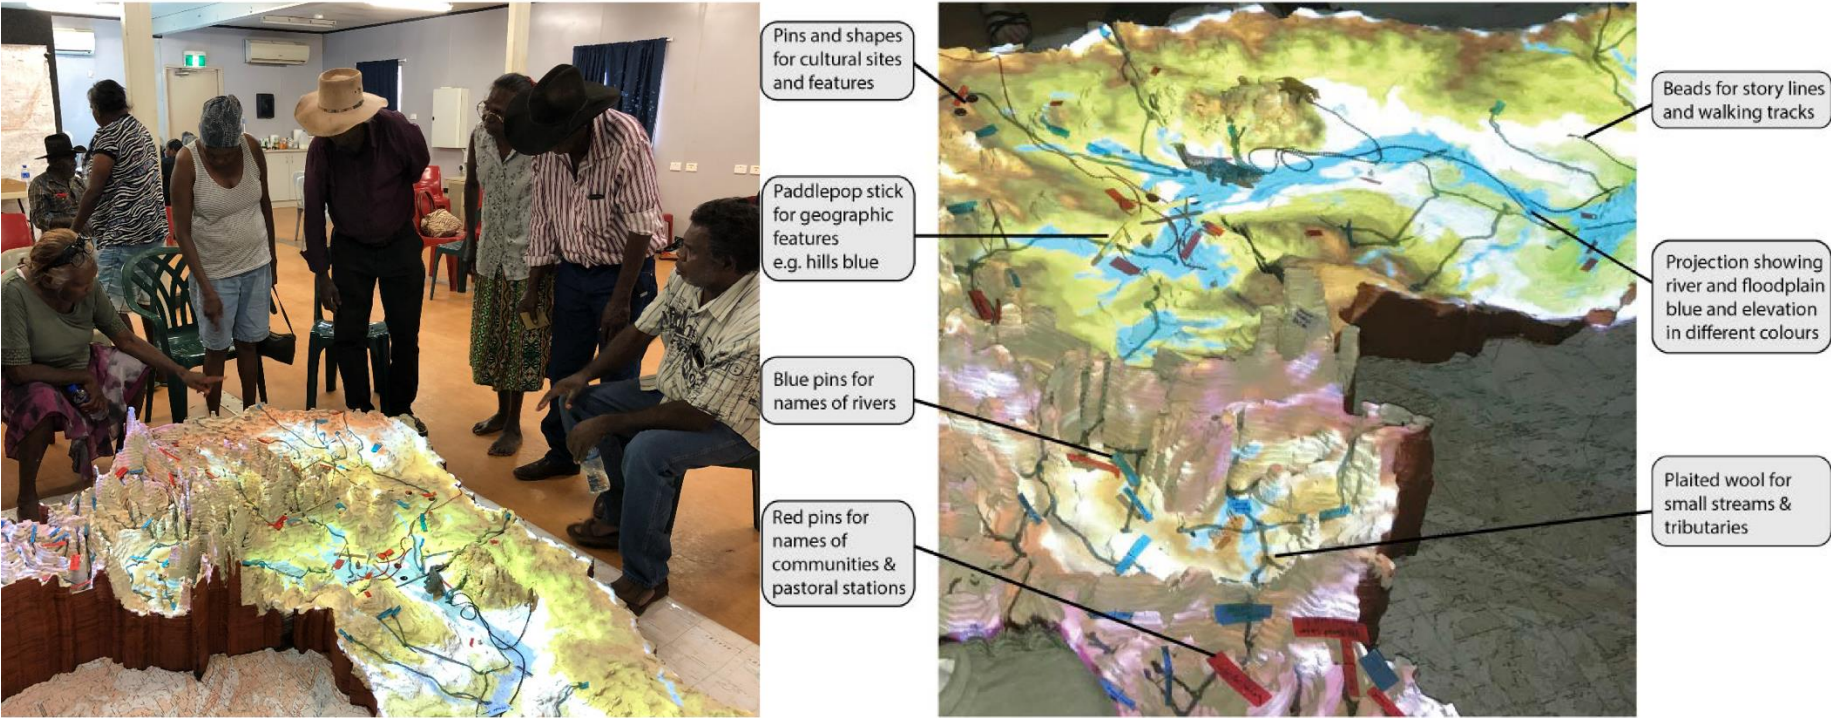 Pins and shapes
for cultural sites
and features
Paddlepop stick
for geographic
features
e.g. hills blue
Blue pins for
names of rivers
Red pins for
names of
communities &
pastoral stations
Beads for story lines
and walking tracks
Projection showing
river and floodplain
blue and elevation
in different colours
Plaited wool for
small streams &
tributaries